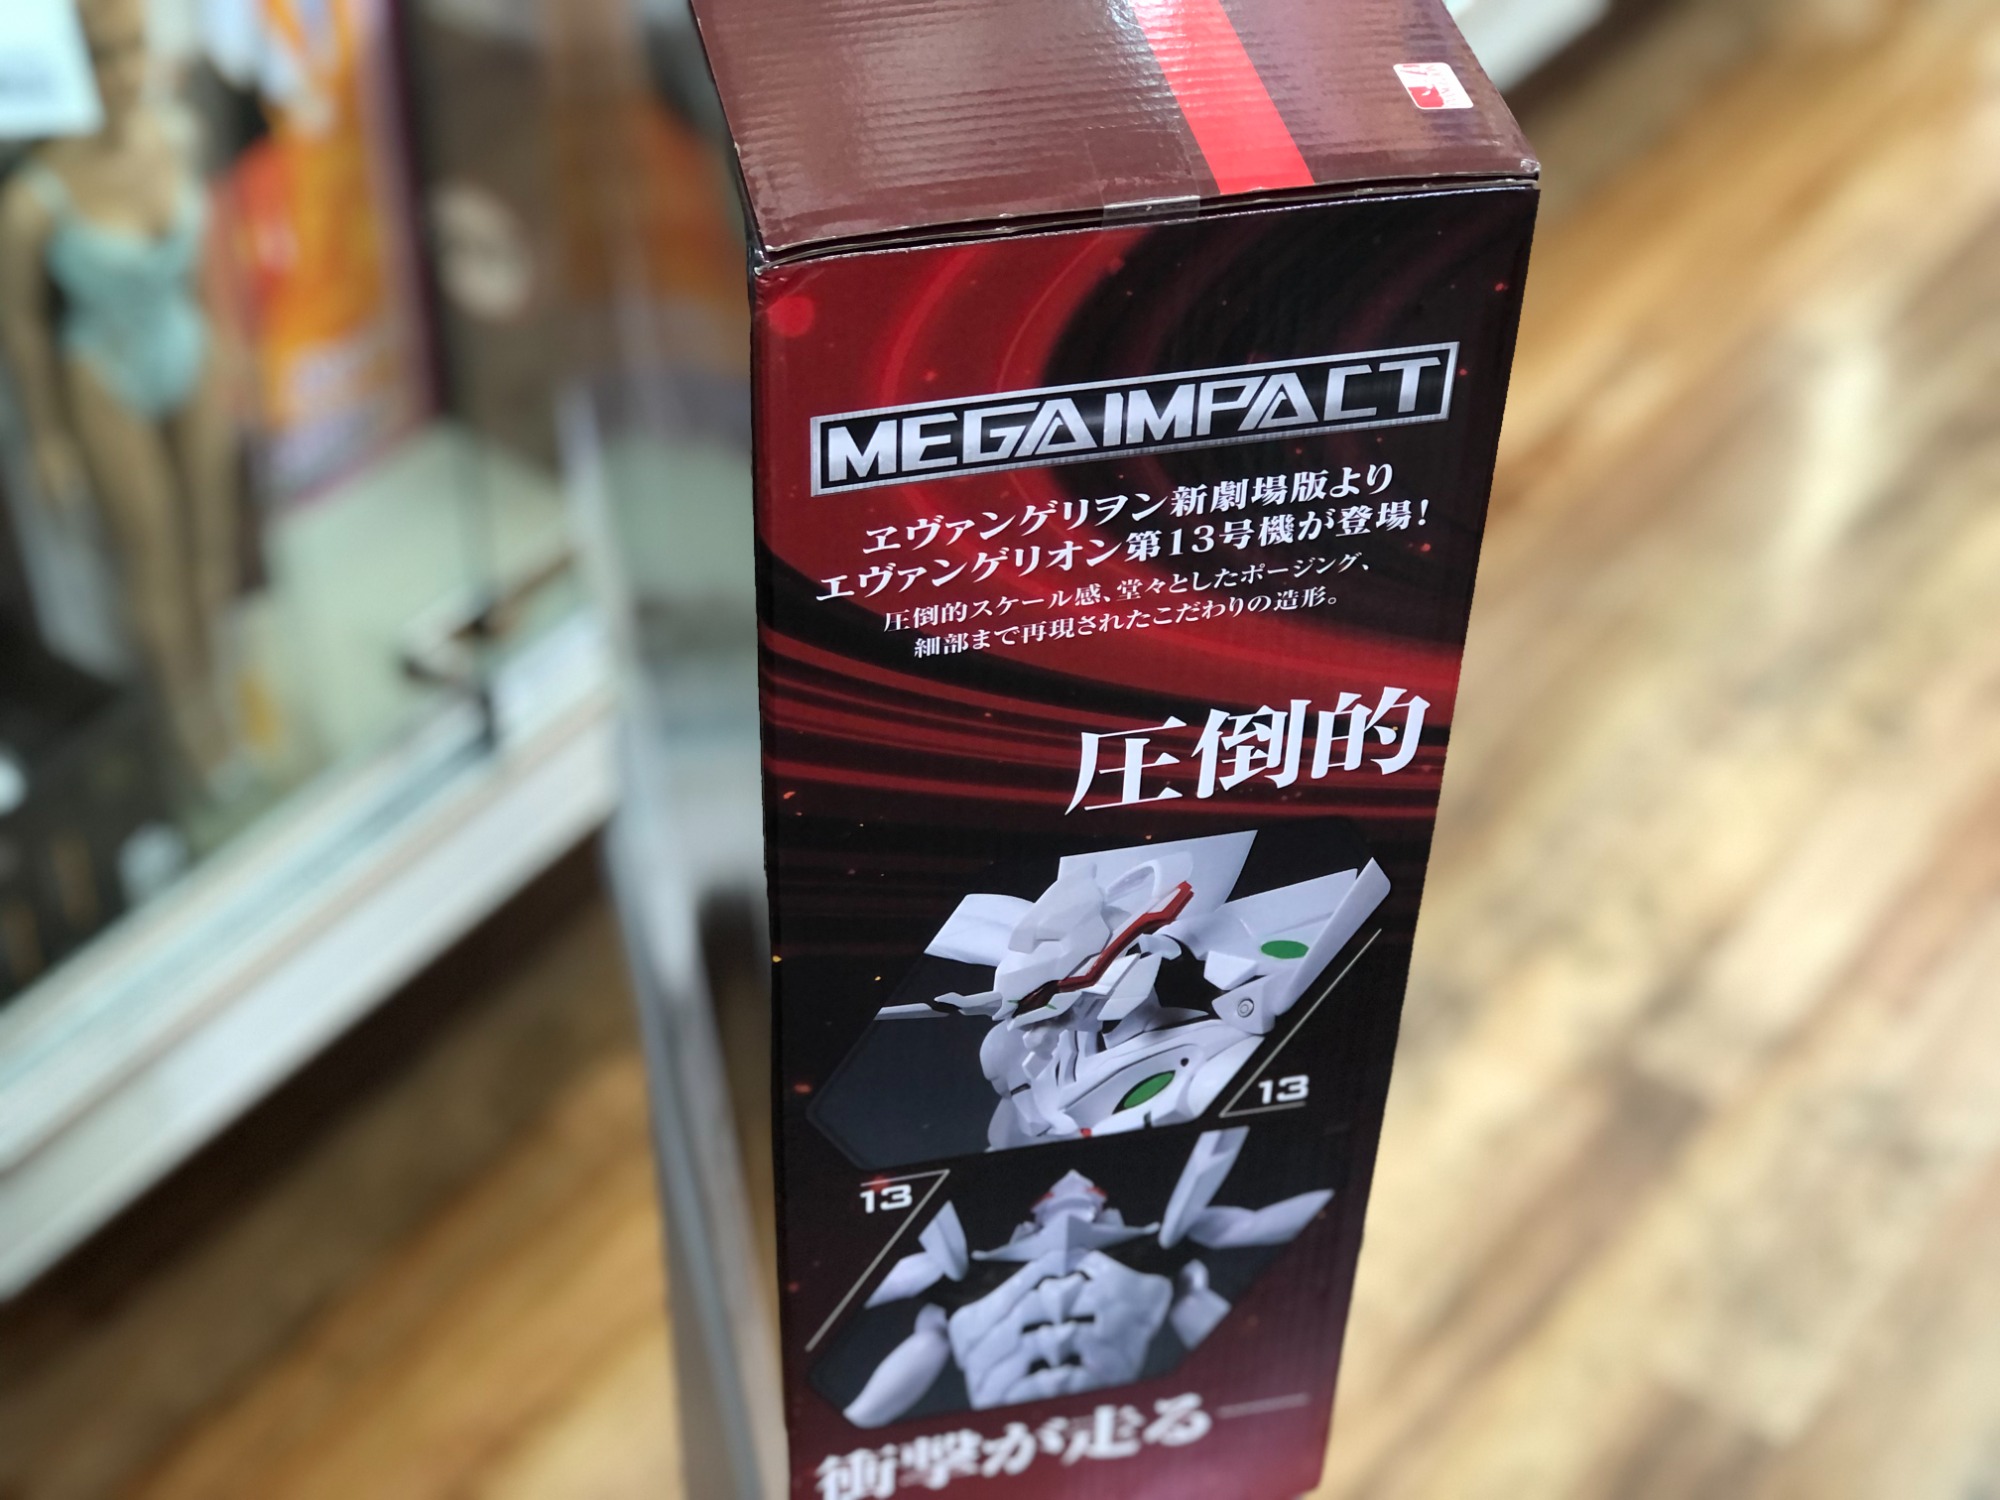 MEGAIMPACT
ヱヴァンゲリヲン新劇場版より
エヴァンゲリオン第13号機が登場!
圧倒的スケール感、堂々としたポージング、
細部まで再現されたこだわりの造形。
圧倒的
13
13
衝撃が走る